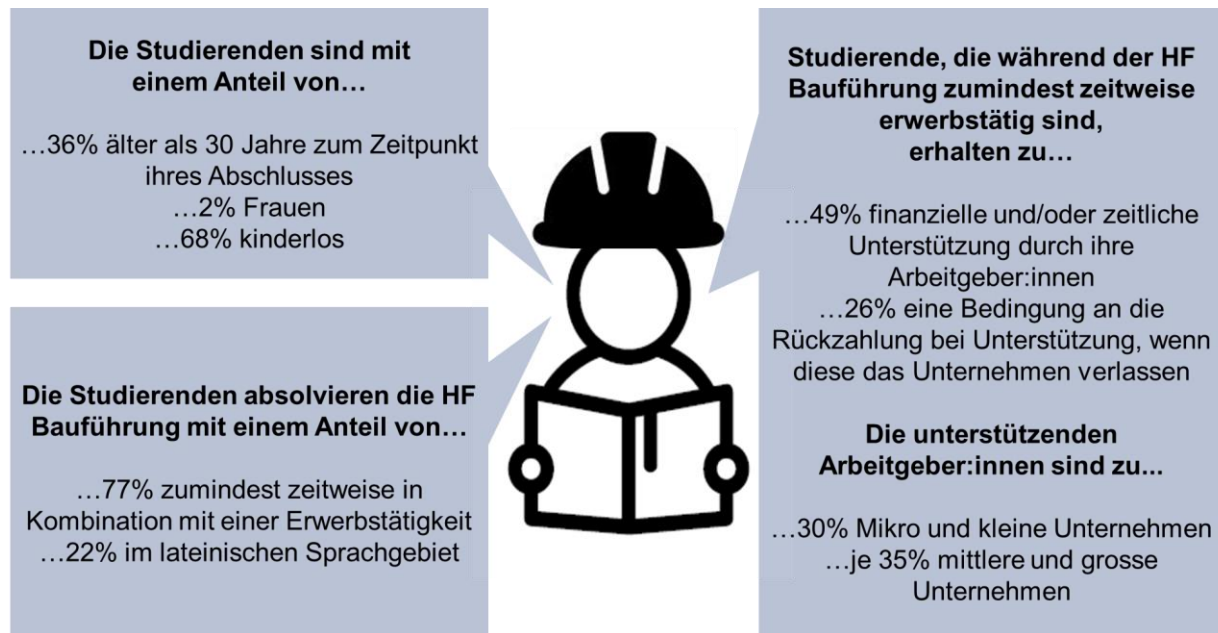 Die Studierenden sind mit
einem Anteil von…
…36% älter als 30 Jahre zum Zeitpunkt
ihres Abschlusses
…2% Frauen
…68% kinderlos
Die Studierenden absolvieren die HF
Bauführung mit einem Anteil von…
…77% zumindest zeitweise in
Kombination mit einer Erwerbstätigkeit
…22% im lateinischen Sprachgebiet
Studierende, die während der HF
Bauführung zumindest zeitweise
erwerbstätig sind,
erhalten zu…
…49% finanzielle und/oder zeitliche
Unterstützung durch ihre
Arbeitgeber:innen
…26% eine Bedingung an die
Rückzahlung bei Unterstützung, wenn
diese das Unternehmen verlassen
Die unterstützenden
Arbeitgeber:innen sind zu...
…30% Mikro und kleine Unternehmen
…je 35% mittlere und grosse
Unternehmen